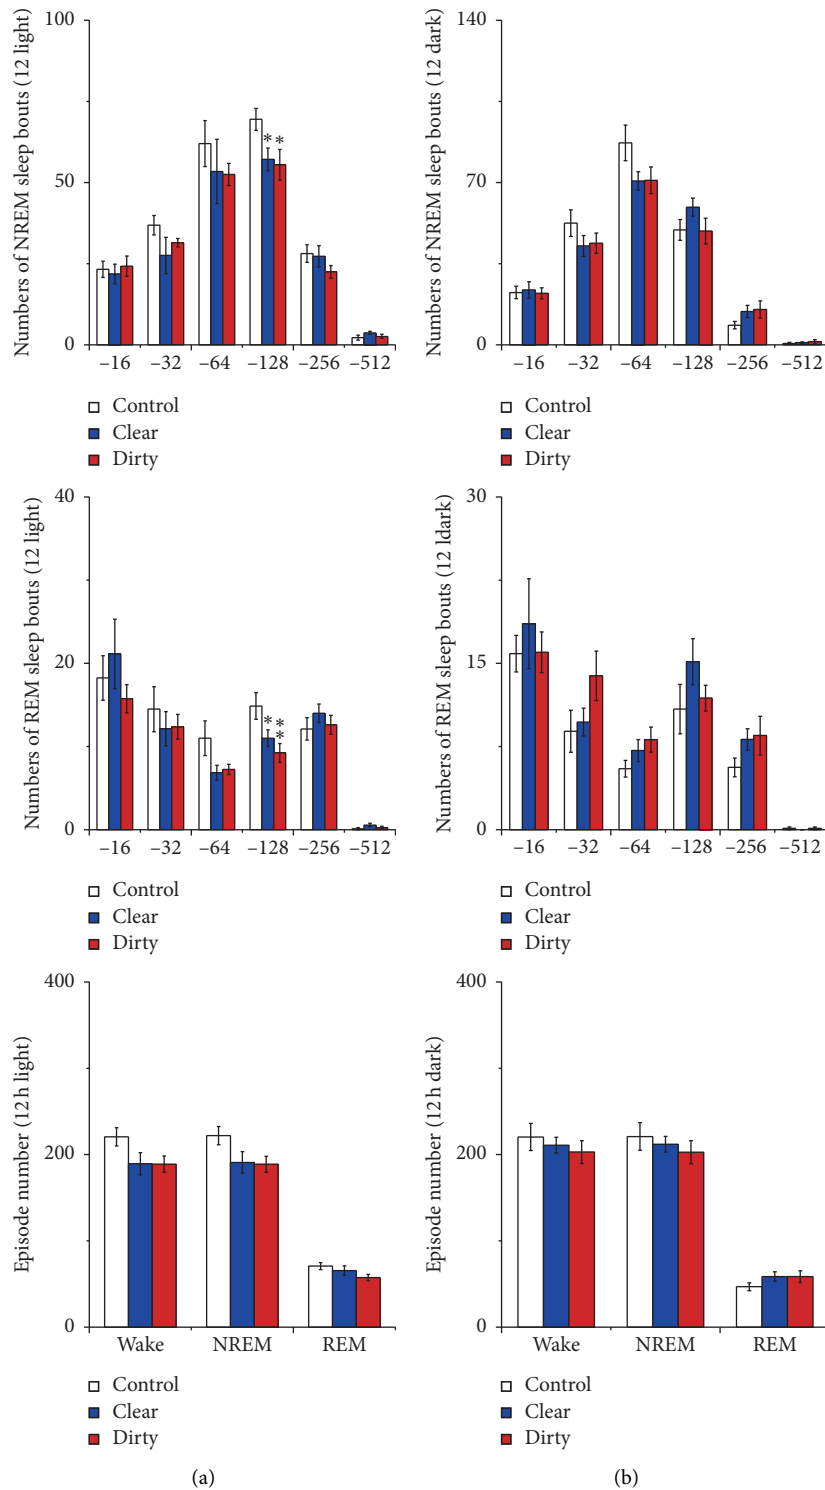 Numbers of NREM sleep bouts (12 light)
100
50
0
–16 –32 –64 –128 –256 –512
* *
Control
Clear
Dirty
Numbers of NREM sleep bouts (12 dark)
140
70
0
–16 –32 –64 –128 –256 –512
Control
Clear
Dirty
Numbers of REM sleep bouts (12 light)
40
20
0
–16 –32 –64 –128 –256 –512
* **
Control
Clear
Dirty
Numbers of REM sleep bouts (12 ldark)
30
15
0
–16 –32 –64 –128 –256 –512
Control
Clear
Dirty
Episode number (12 h light)
400
200
0
Wake NREM REM
Control
Clear
Dirty
(a)
Episode number (12 h dark)
400
200
0
Wake NREM REM
Control
Clear
Dirty
(b)